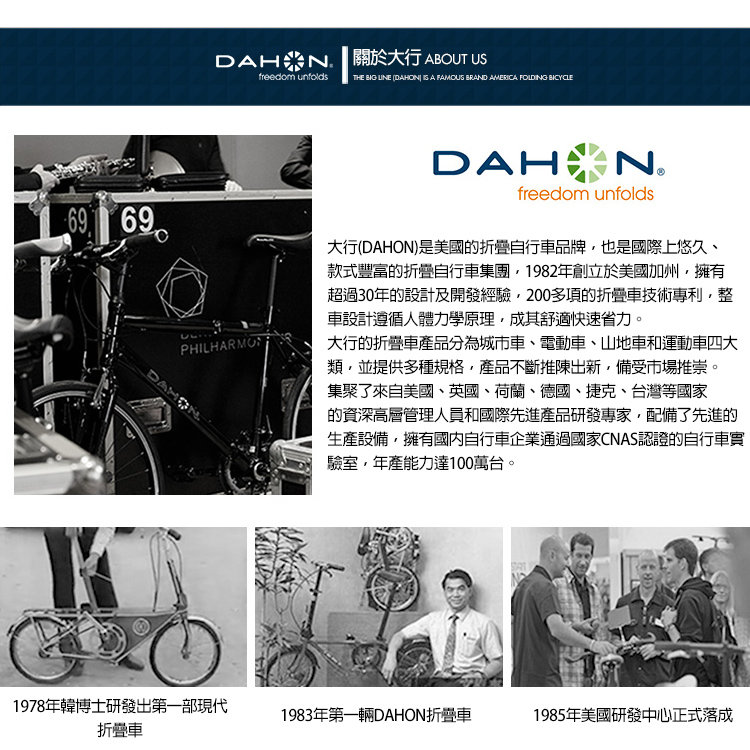 DAHON®
freedom unfolds
關於大行 ABOUT US
THE BIG LINE (DAHON) IS A FAMOUS BRAND AMERICA FOLDING BICYCLE
69
69
PHILHARMO
DAHON
DAHON®
freedom unfolds
大行(DAHON)是美國的折疊自行車品牌，也是國際上悠久、
款式豐富的折疊自行車集團，1982年創立於美國加州，擁有
超過30年的設計及開發經驗，200多項的折疊車技術專利，整
車設計遵循人體力學原理，成其舒適快速省力。
大行的折疊車產品分為城市車、電動車、山地車和運動車四大
類，並提供多種規格，產品不斷推陳出新，備受市場推崇。
集聚了來自美國、英國、荷蘭、德國、捷克、台灣等國家
的資深高層管理人員和國際先進產品研發專家，配備了先進的
生產設備，擁有國內自行車企業通過國家CNAS認證的自行車實
驗室，年產能力達100萬台。
1978年韓博士研發出第一部現代
折疊車
1983年第一輛DAHON折疊車
1985年美國研發中心正式落成